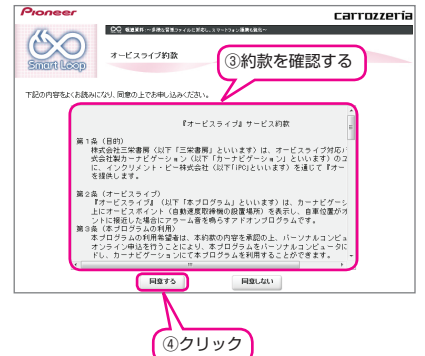 Pioneer
carrozzeria
Smart Loop
オービスライブ約款
③約款を確認する
下記の内容をよくお読みになり、同意の上でお申し込みください。
『オービスライブ』サービス約款
第1条（目的）
株式会社三栄書房（以下「三栄書房」といいます）は、オービスライブ対応パ
式会社製カーナビゲーション（以下「カーナビゲーション」といいます）のユ
に、インクリメント・ピー株式会社（以下「iPC」といいます）を通じて『オー
を提供します。
第2条（オービスライブ）
『オービスライブ』（以下「本プログラム」といいます）は、カーナビゲーシ
上にオービスポイント（自動速度取締機の設置場所）を表示し、自車位置がオ
ントに接近した場合にアラーム音を鳴らすアドオンプログラムです。
第3条（本プログラムの利用）
本プログラムの利用希望者は、本約款の内容を承認の上、パーソナルコンピュ
オンライン申込を行うことにより、本プログラムをパーソナルコンピュータに
ドし、カーナビゲーションにて本プログラムを利用することができます。
同意する
同意しない
④クリック